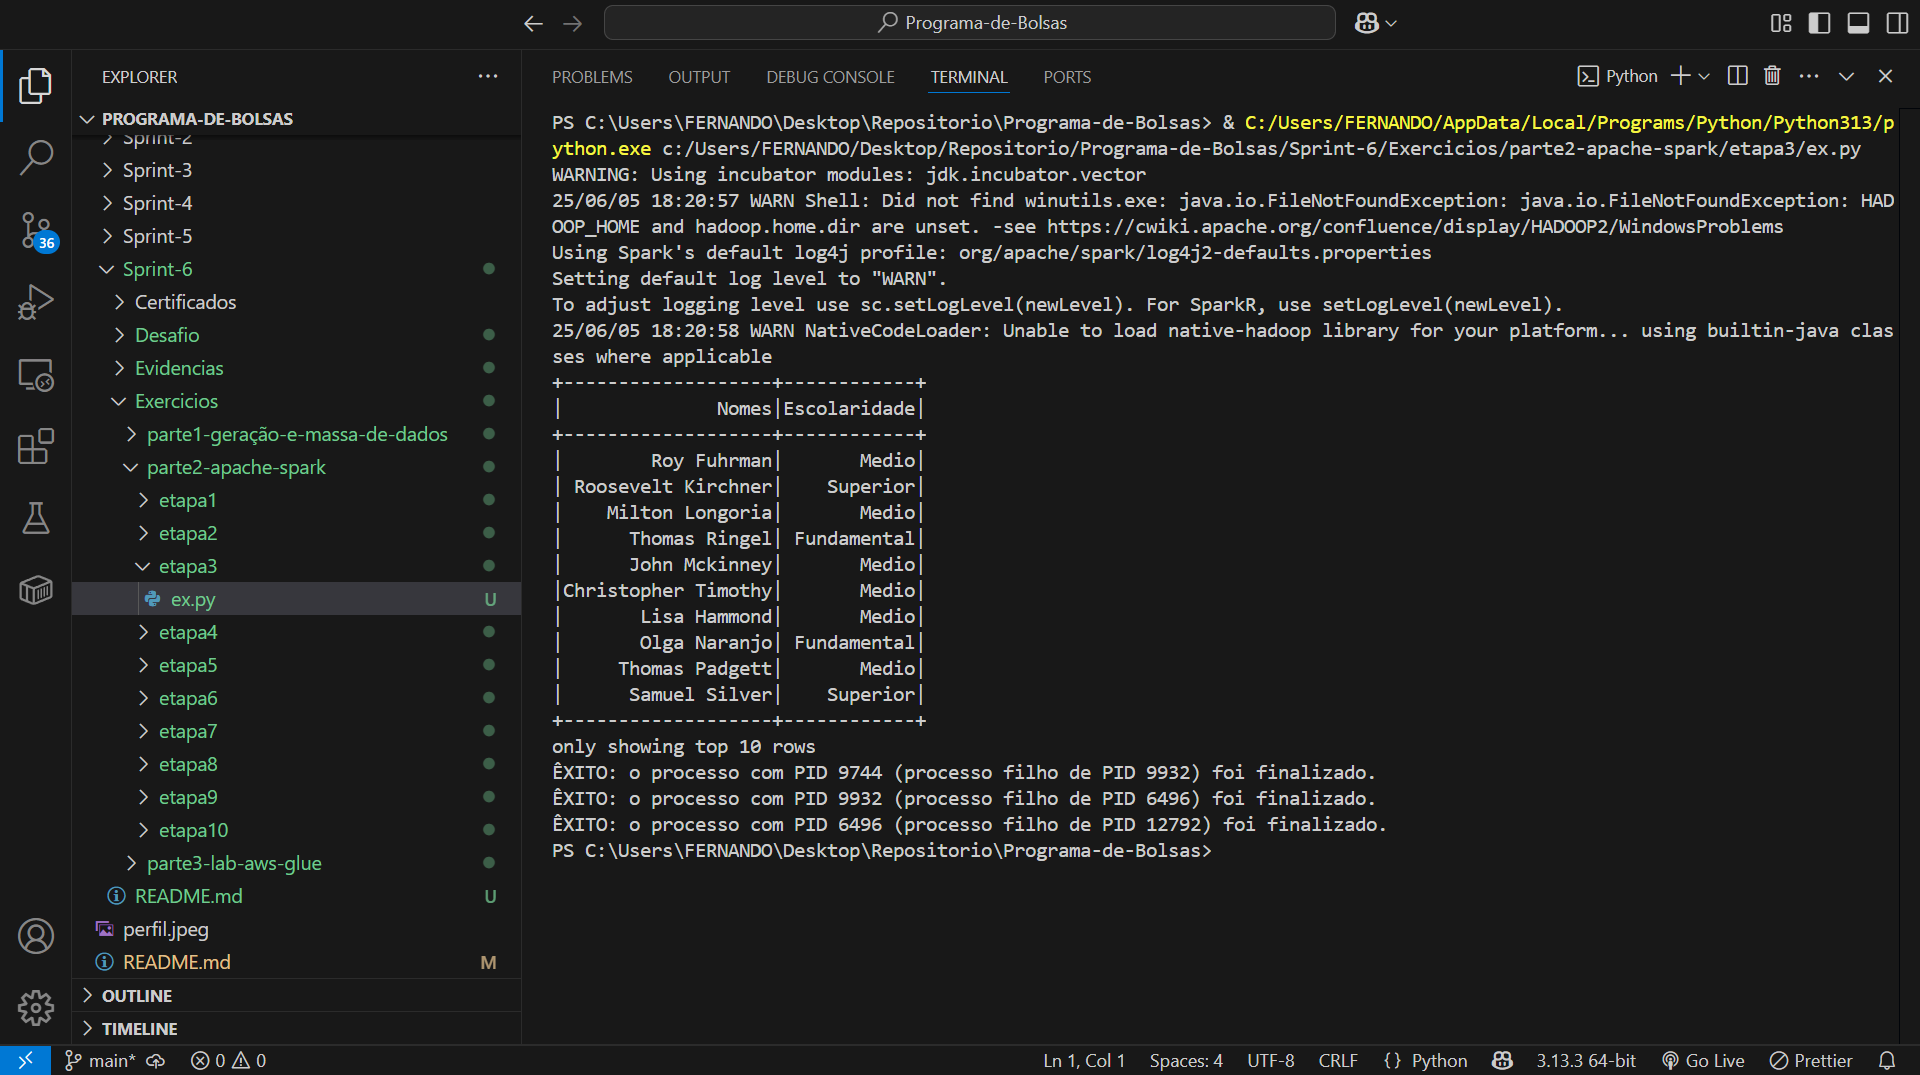 Programa-de-Bolsas
EXPLORER
PROGRAMA-DE-BOLSAS
Sprint-2
Sprint-3
Sprint-4
Sprint-5
Sprint-6
Certificados
Desafio
Evidencias
Exercicios
parte1-geração-e-massa-de-dados
parte2-apache-spark
etapa1
etapa2
etapa3
ex.py U
etapa4
etapa5
etapa6
etapa7
etapa8
etapa9
etapa10
parte3-lab-aws-glue
README.md U
perfil.jpeg
README.md M
OUTLINE
TIMELINE
36
PROBLEMS OUTPUT DEBUG CONSOLE TERMINAL PORTS
Python
PS C:\Users\FERNANDO\Desktop\Repositorio\Programa-de-Bolsas> & C:/Users/FERNANDO/AppData/Local/Programs/Python/Python313/p
ython.exe c:/Users/FERNANDO/Desktop/Repositorio/Programa-de-Bolsas/Sprint-6/Exercicios/parte2-apache-spark/etapa3/ex.py
WARNING: Using incubator modules: jdk.incubator.vector
25/06/05 18:20:57 WARN Shell: Did not find winutils.exe: java.io.FileNotFoundException: java.io.FileNotFoundException: HAD
OOP_HOME and hadoop.home.dir are unset. -see https://cwiki.apache.org/confluence/display/HADOOP2/WindowsProblems
Using Spark's default log4j profile: org/apache/spark/log4j2-defaults.properties
Setting default log level to "WARN".
To adjust logging level use sc.setLogLevel(newLevel). For SparkR, use setLogLevel(newLevel).
25/06/05 18:20:58 WARN NativeCodeLoader: Unable to load native-hadoop library for your platform... using builtin-java clas
ses where applicable
+-------------------+------------+
|              Nomes|Escolaridade|
+-------------------+------------+
|        Roy Fuhrman|       Medio|
| Roosevelt Kirchner|    Superior|
|    Milton Longoria|       Medio|
|      Thomas Ringel| Fundamental|
|      John Mckinney|       Medio|
|Christopher Timothy|       Medio|
|       Lisa Hammond|       Medio|
|       Olga Naranjo| Fundamental|
|     Thomas Padgett|       Medio|
|      Samuel Silver|    Superior|
+-------------------+------------+
only showing top 10 rows
ÊXITO: o processo com PID 9744 (processo filho de PID 9932) foi finalizado.
ÊXITO: o processo com PID 9932 (processo filho de PID 6496) foi finalizado.
ÊXITO: o processo com PID 6496 (processo filho de PID 12792) foi finalizado.
PS C:\Users\FERNANDO\Desktop\Repositorio\Programa-de-Bolsas>
main* 0 0 Ln 1, Col 1 Spaces: 4 UTF-8 CRLF {} Python 3.13.3 64-bit Go Live Prettier